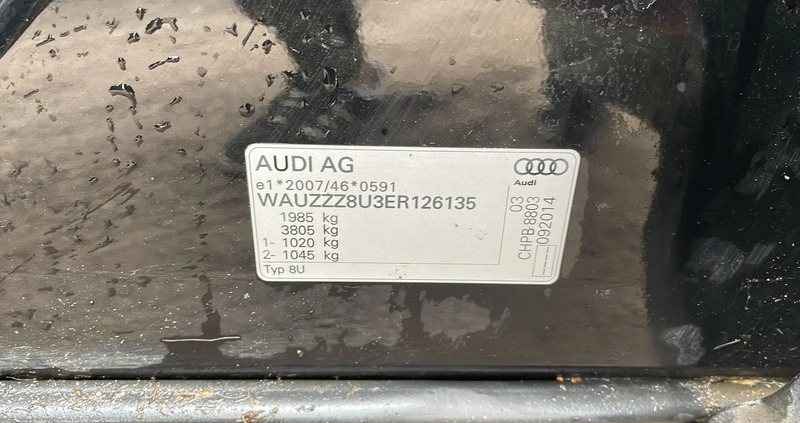 AUDI AG
e1*2007/46*0591
WAUZZZ8U3ER126135
1985 kg
3805 kg
1- 1020 kg
2- 1045 kg
Typ 8U
Audi
03
CHPB 8803
092014